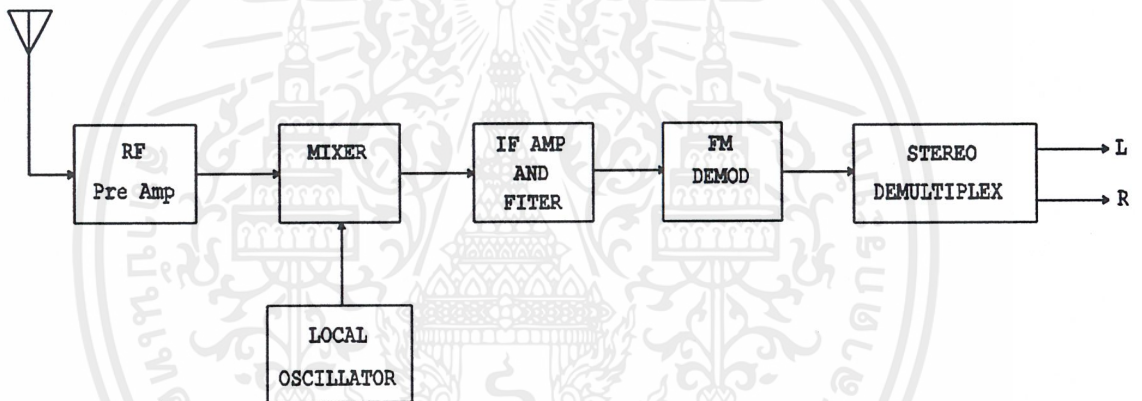 RF
Pre Amp
MIXER
IF AMP
AND
FITER
FM
DEMOD
STEREO
DEMULTIPLEX
L
R
LOCAL
OSCILLATOR